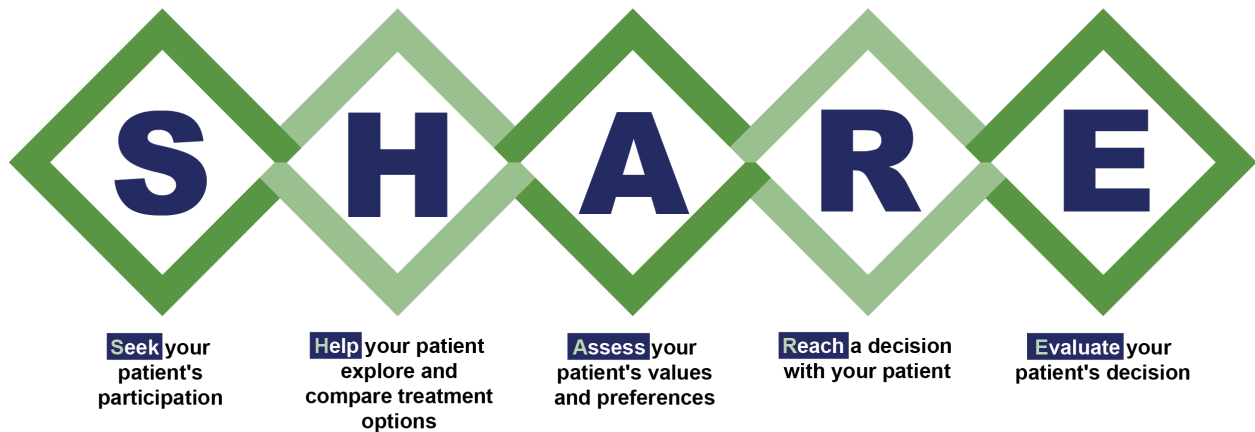 S H A R E
Seek your
patient's
participation
Help your patient
explore and
compare treatment
options
Assess your
patient's values
and preferences
Reach a decision
with your patient
Evaluate your
patient's decision